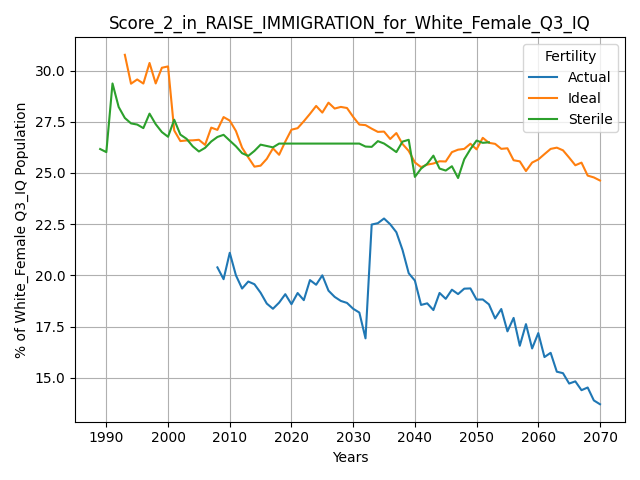 Score_2_in_RAISE_IMMIGRATION_for_White_Female_Q3_IQ
% of White_Female Q3_IQ Population
30.0
27.5
25.0
22.5
20.0
17.5
15.0
Fertility
Actual
Ideal
Sterile
1990 2000 2010 2020 2030 2040 2050 2060 2070
Years